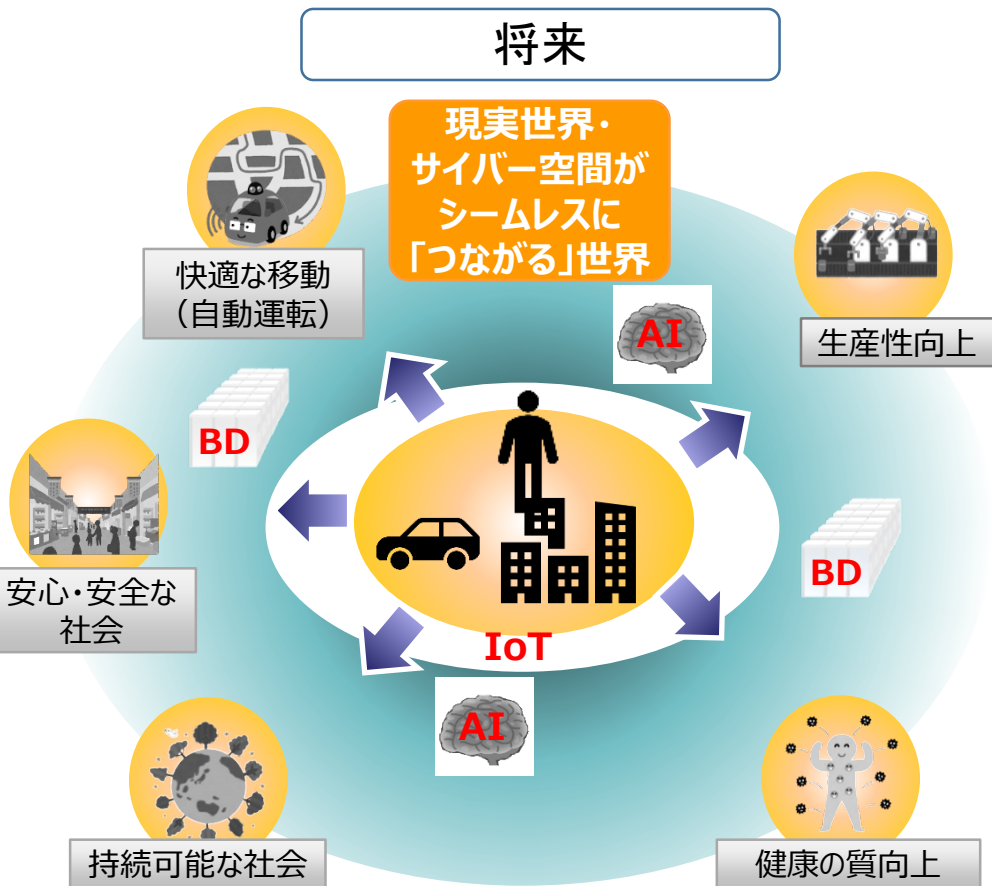 将来
現実世界・
サイバー空間が
シームレスに
「つながる」世界
快適な移動
（自動運転）
生産性向上
AI
BD
安心・安全な
社会
BD
IoT
AI
持続可能な社会
健康の質向上